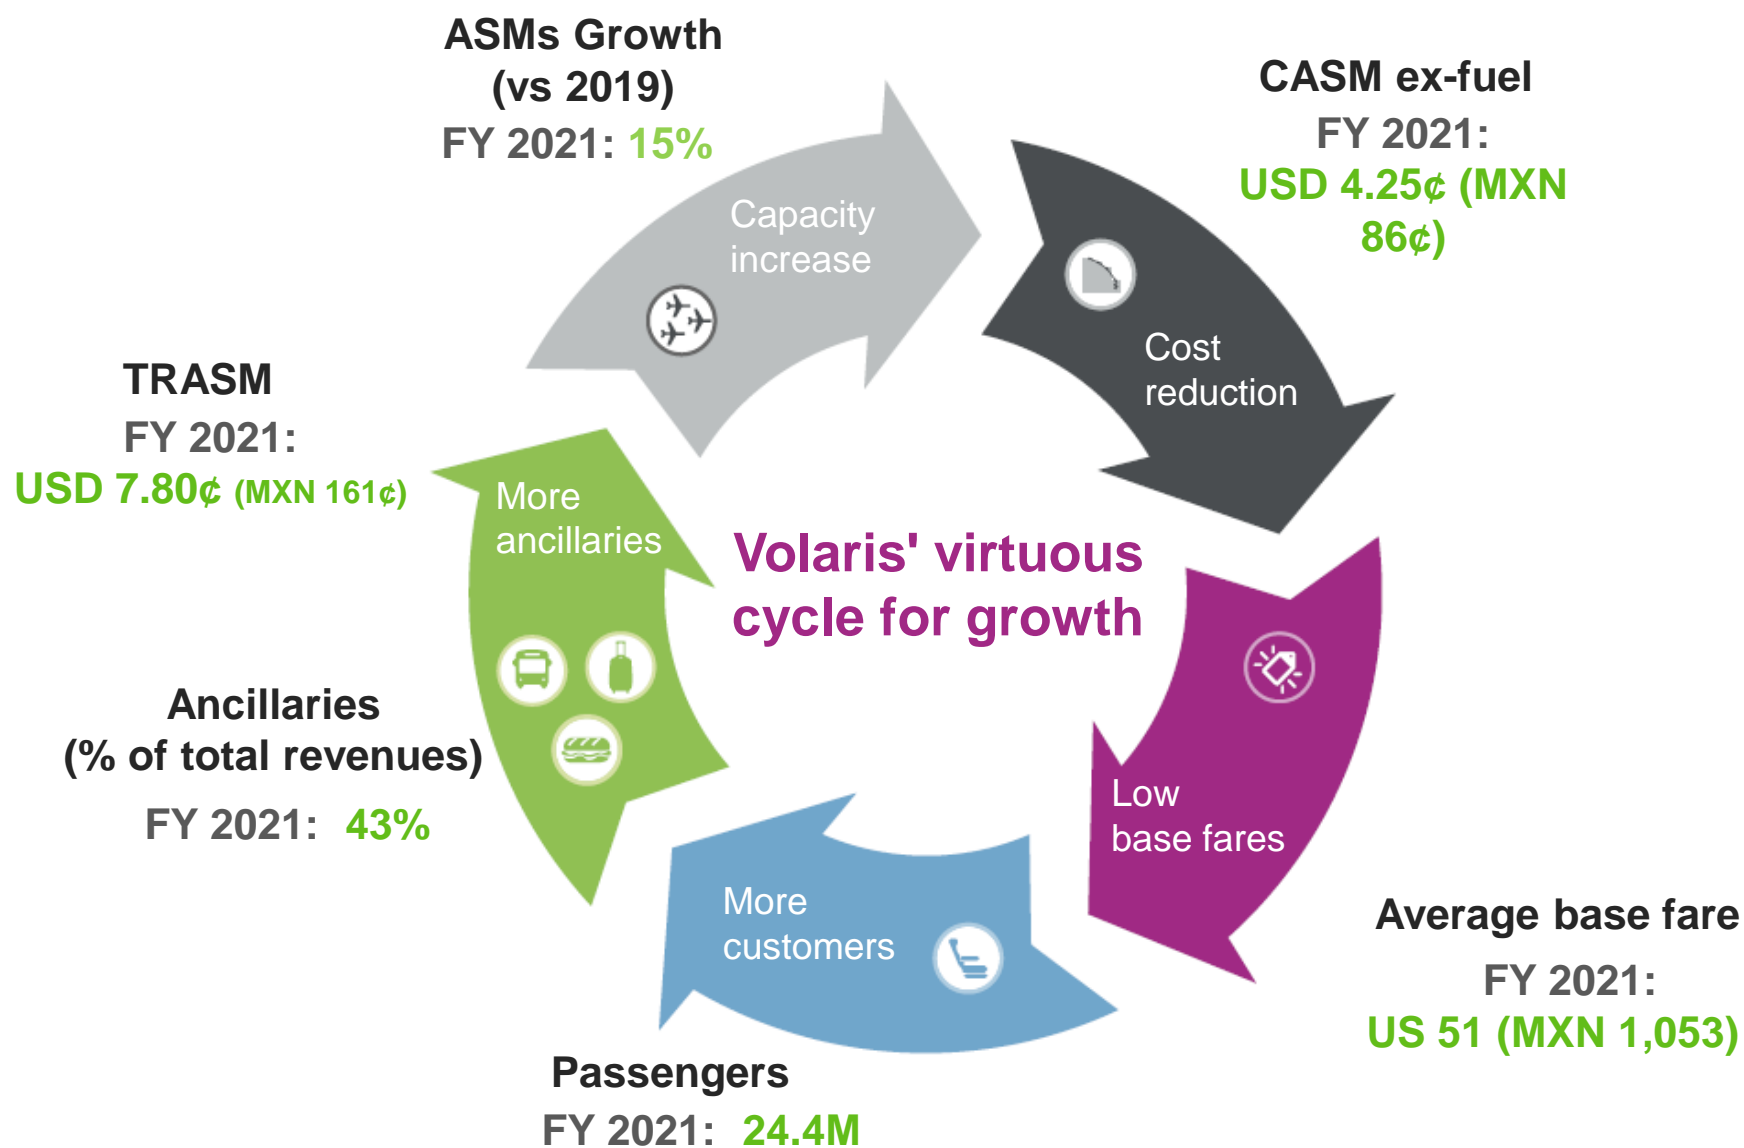 ASMs Growth
(vs 2019)
FY 2021: 15%
CASM ex-fuel
FY 2021:
USD 4.25¢ (MXN
86¢)
Capacity
increase
Cost
reduction
TRASM
FY 2021:
USD 7.80¢ (MXN 161¢)
More
ancillaries
Volaris' virtuous
cycle for growth
Ancillaries
(% of total revenues)
FY 2021: 43%
Low
base fares
More
customers
Average base fare
FY 2021:
US 51 (MXN 1,053)
Passengers
FY 2021: 24.4M